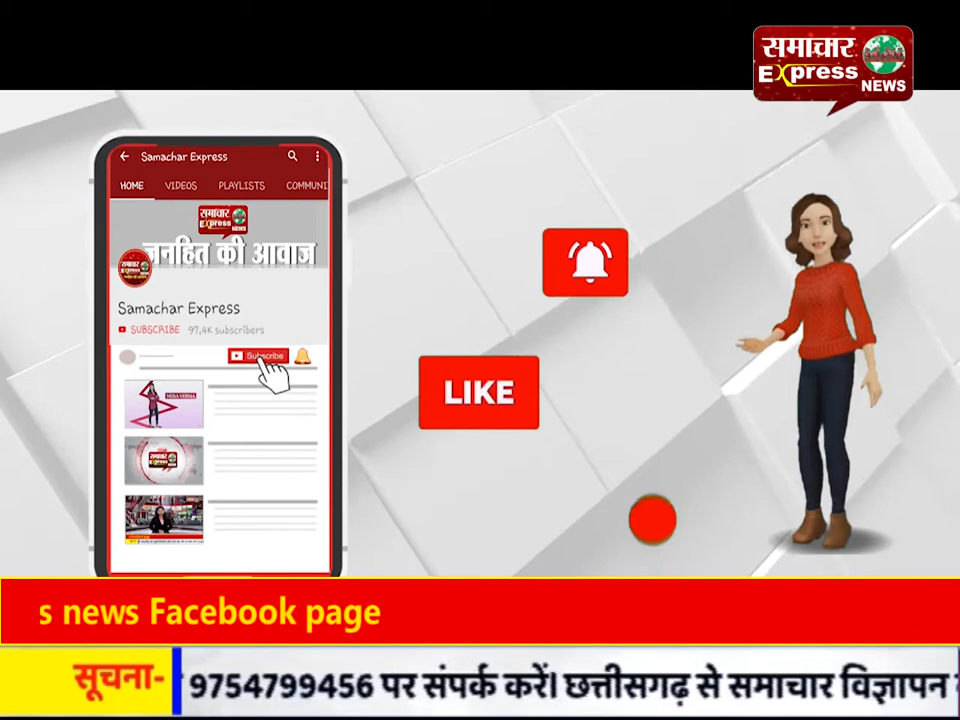 समाचार
Express
NEWS
Samachar Express
HOME VIDEOS PLAYLISTS COMMUNI
समाचार
Express
जनहित की आवाज
Samachar Express
SUBSCRIBE 97,4K subscribers
Subscribe
LIKE
s news Facebook page
सूचना- 9754799456 पर संपर्क करें। छत्तीसगढ़ से समाचार विज्ञापन